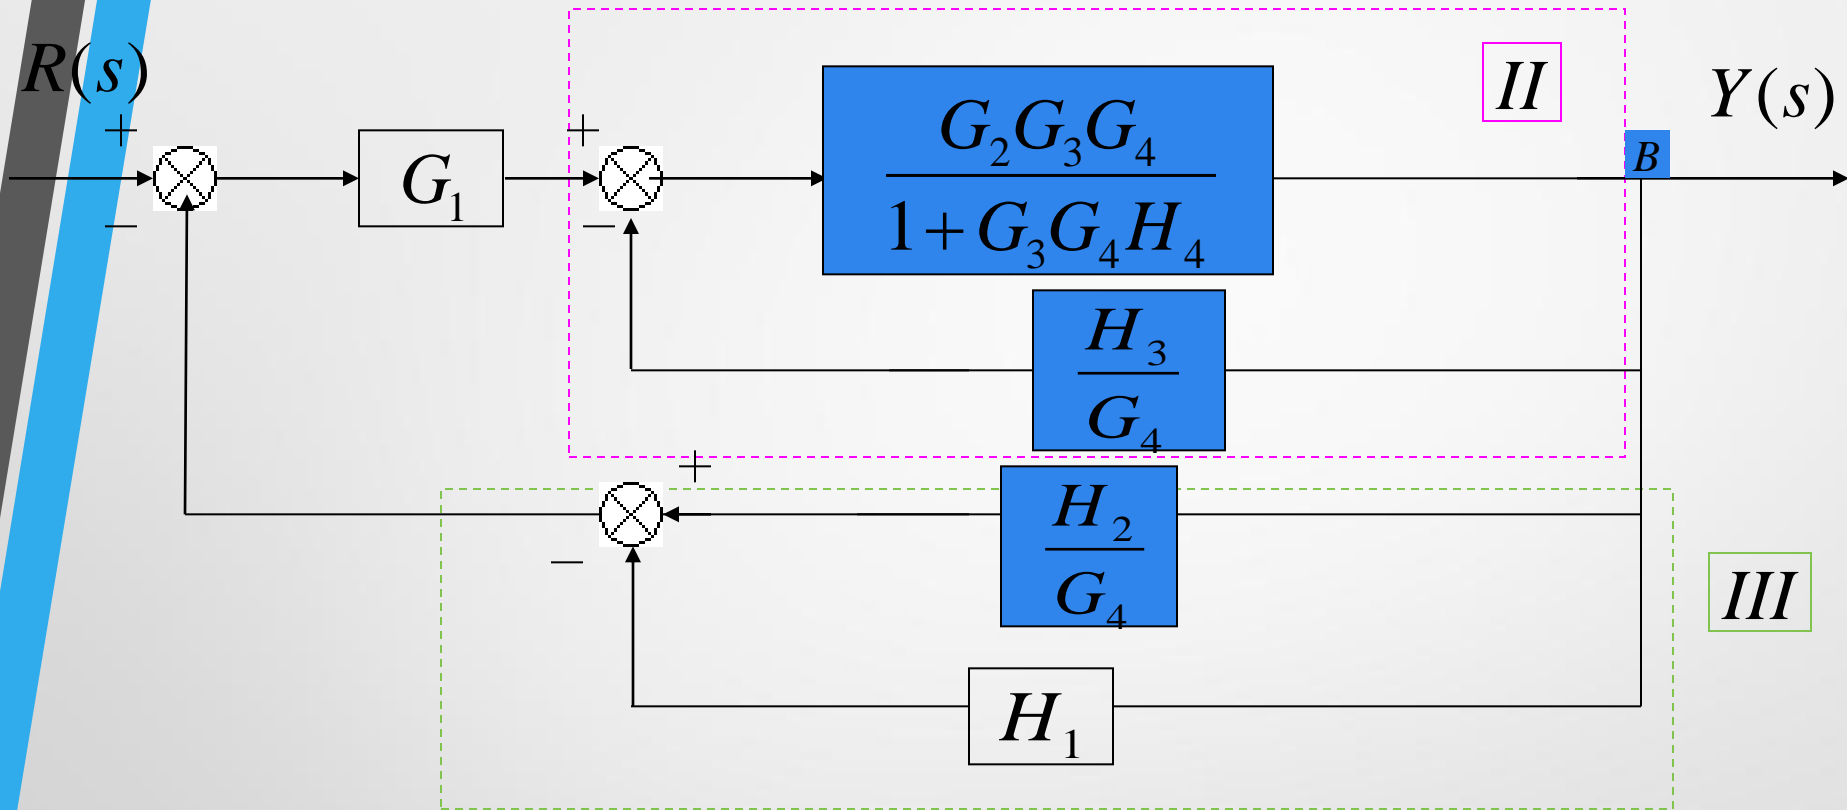 R(s)
II
Y(s)
+
G₁
+
G₂G₃G₄
1+G₃G₄H₄
B
−
−
H₃
G₄
+
H₂
G₄
−
III
H₁